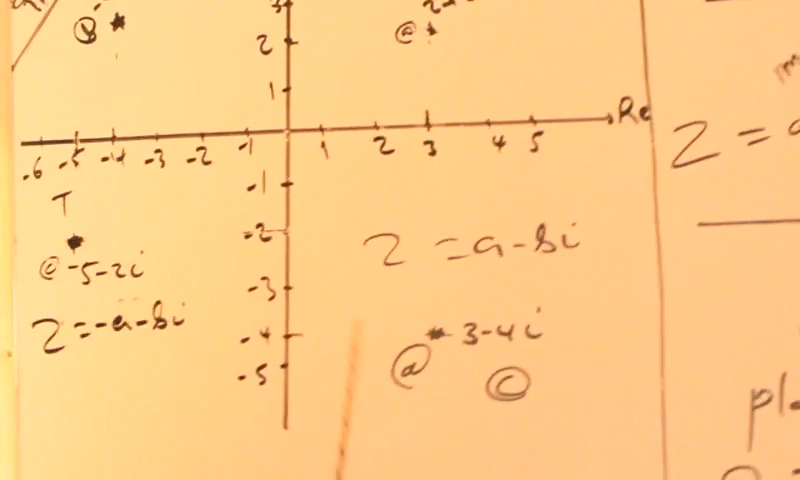 2
1
Re
-6 -5 -4 -3 -2 -1 1 2 3 4 5
-1
-2
Z = a-bi
@ -5-2i
-3
Z = -a-bi
-4
* 3-4i
@
©
-5
Z =
pl